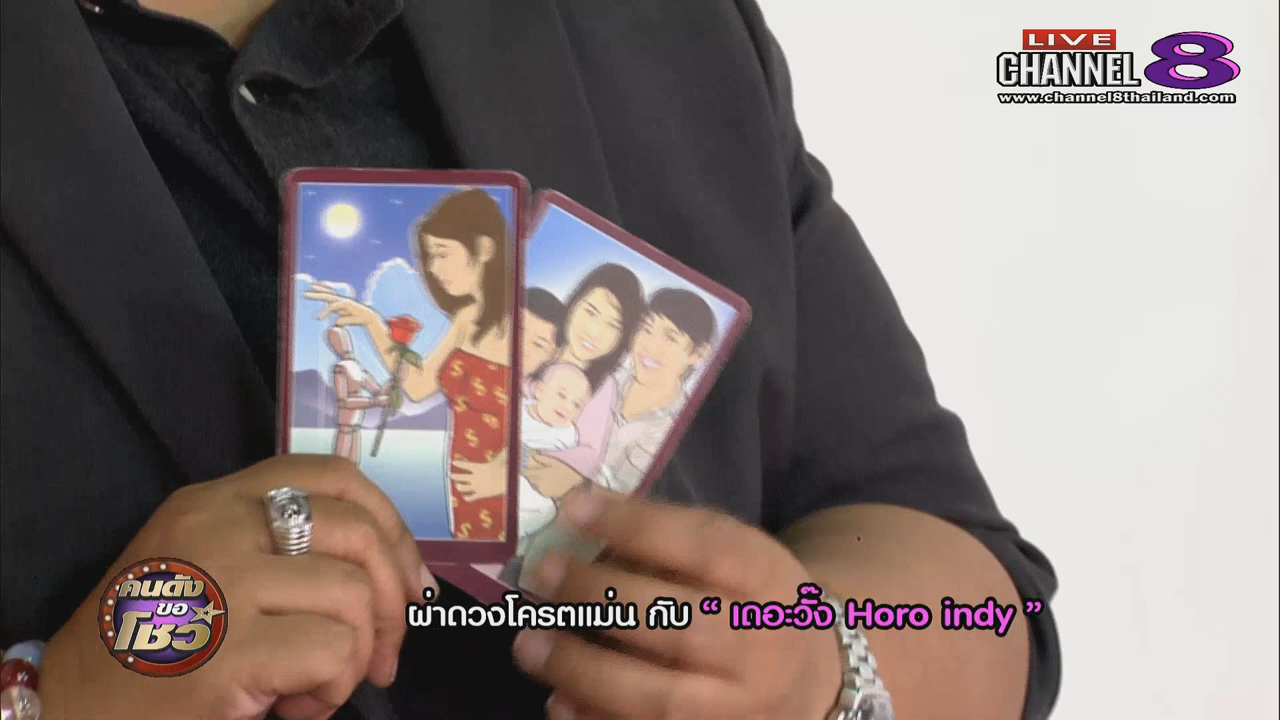 LIVE
CHANNEL 8
www.channel8thailand.com
คนดัง
ขอ
โชว์
ผ่าดวงโครตแม่น กับ “ เดอะวั๊ง Horo indy ”